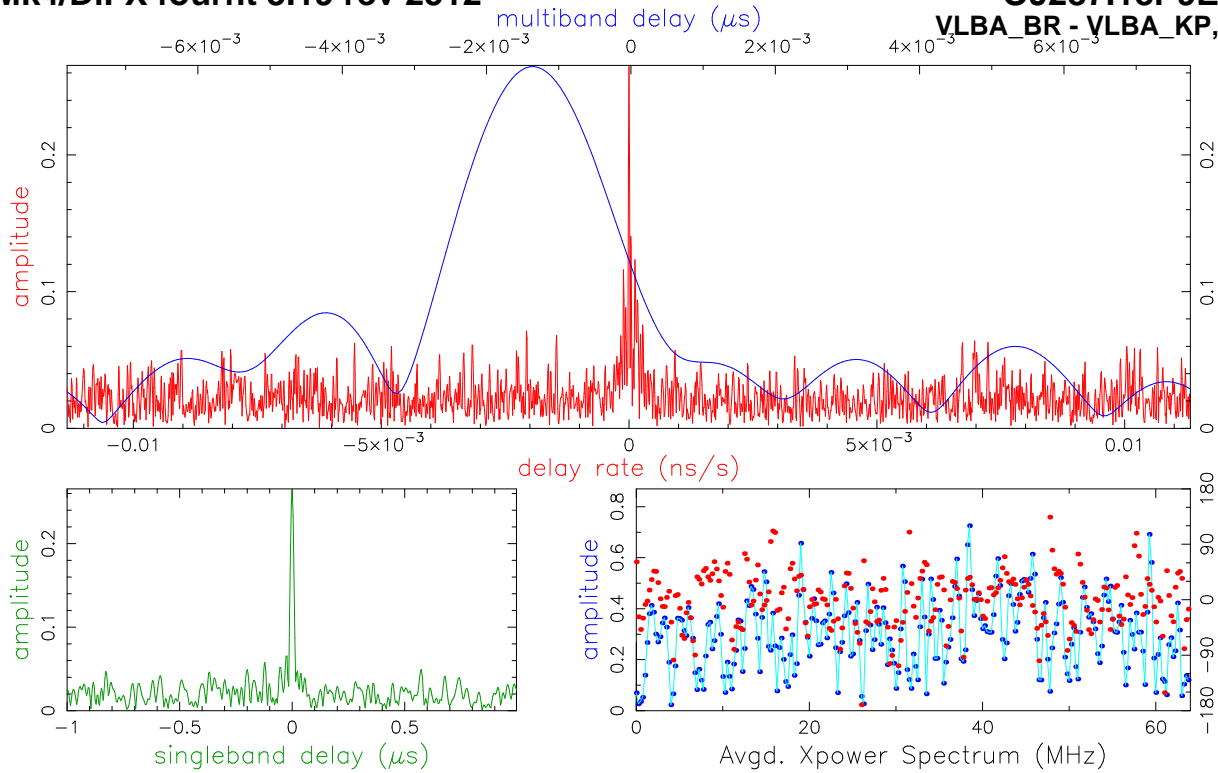 multiband delay (μs)
VLBA_BR - VLBA_KP,
−6×10⁻³ −4×10⁻³ −2×10⁻³ 0 2×10⁻³ 4×10⁻³ 6×10⁻³
amplitude
0 0.1 0.2
0 0.1 0.2
−0.01 −5×10⁻³ 0 5×10⁻³ 0.01
delay rate (ns/s)
amplitude
0 0.1 0.2
−1 −0.5 0 0.5
singleband delay (μs)
amplitude
0 0.2 0.4 0.6 0.8
−180 −90 0 90 180
0 20 40 60
Avgd. Xpower Spectrum (MHz)